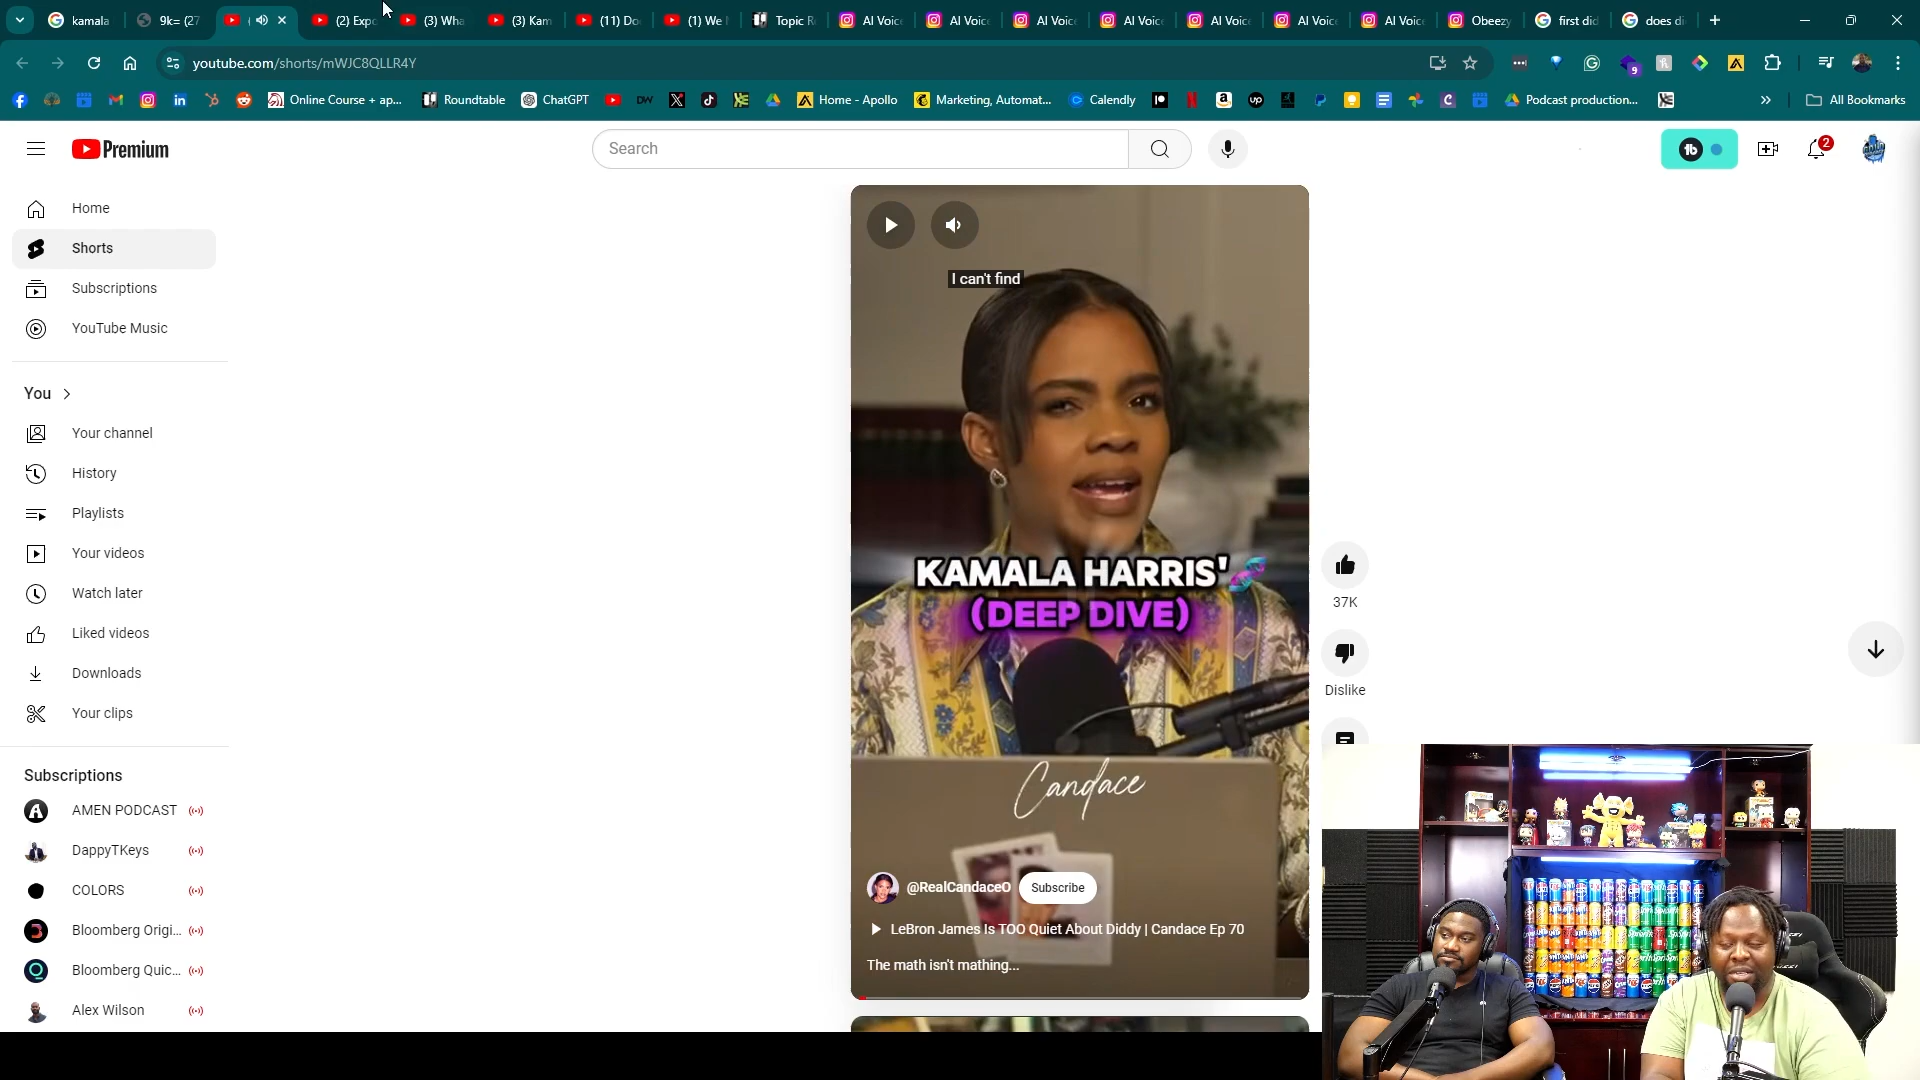 kamala
9k= (27
(2) Expo
(3) Wha
(3) Kam
(11) Do
(1) We
Topic R
AI Voic
AI Voic
AI Voic
AI Voic
AI Voic
AI Voic
AI Voic
Obeezy
first did
does di
youtube.com/shorts/mWJC8QLLR4Y
9
Online Course + ap...
Roundtable
ChatGPT
DW
Home - Apollo
Marketing, Automat...
Calendly
up
Podcast production...
All Bookmarks
Premium
Search
2
Home
Shorts
Subscriptions
YouTube Music
You
Your channel
History
Playlists
Your videos
Watch later
Liked videos
Downloads
Your clips
Subscriptions
AMEN PODCAST
DappyTKeys
COLORS
Bloomberg Origi...
Bloomberg Quic...
Alex Wilson
I can't find
KAMALA HARRIS'
(DEEP DIVE)
Candace
@RealCandaceO
Subscribe
LeBron James Is TOO Quiet About Diddy | Candace Ep 70
The math isn't mathing...
37K
Dislike